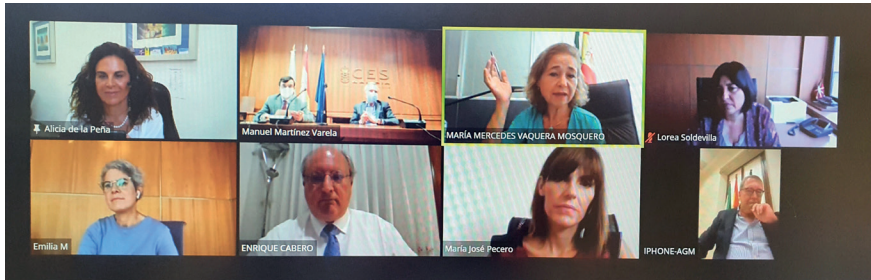 Alicia de la Peña
CES
Manuel Martínez Varela
MARÍA MERCEDES VAQUERA MOSQUERO
Lorea Soldevilla
Emilia M
ENRIQUE CABERO
María José Pecero
IPHONE-AGM